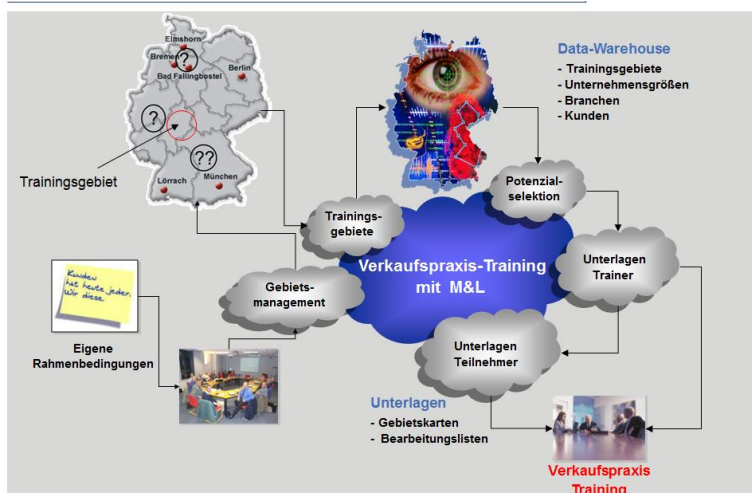 Elmshorn
Bremen
?
Bad Fallingbostel
Berlin
?
??
Lörrach
München
Trainingsgebiet
Data-Warehouse
- Trainingsgebiete
- Unternehmensgrößen
- Branchen
- Kunden
Potenzial-
selektion
Trainings-
gebiete
Verkaufspraxis-Training
mit M&L
Unterlagen
Trainer
Gebiets-
management
Kunden
hat heute jeder.
Wir diese
Eigene
Rahmenbedingungen
Unterlagen
Teilnehmer
Unterlagen
- Gebietskarten
- Bearbeitungslisten
Verkaufspraxis
Training